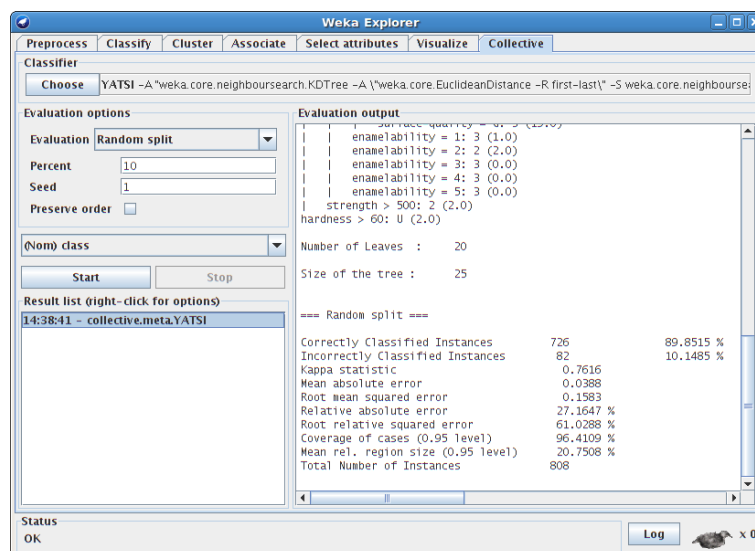 Weka Explorer
Preprocess Classify Cluster Associate Select attributes Visualize Collective
Classifier
Choose YATSI -A "weka.core.neighboursearch.KDTree -A \"weka.core.EuclideanDistance -R first-last\" -S weka.core.neighbourse
Evaluation options
Evaluation Random split
Percent 10
Seed 1
Preserve order
(Nom) class
Start Stop
Result list (right-click for options)
14:38:41 - collective.meta.YATSI
Evaluation output
| | | surface-quality = G: 3 (19.0)
| | enamelability = 1: 3 (1.0)
| | enamelability = 2: 2 (2.0)
| | enamelability = 3: 3 (0.0)
| | enamelability = 4: 3 (0.0)
| | enamelability = 5: 3 (0.0)
| strength > 500: 2 (2.0)
hardness > 60: U (2.0)
Number of Leaves : 20
Size of the tree : 25
=== Random split ===
Correctly Classified Instances 726 89.8515 %
Incorrectly Classified Instances 82 10.1485 %
Kappa statistic 0.7616
Mean absolute error 0.0388
Root mean squared error 0.1583
Relative absolute error 27.1647 %
Root relative squared error 61.0288 %
Coverage of cases (0.95 level) 96.4109 %
Mean rel. region size (0.95 level) 20.7508 %
Total Number of Instances 808
Status
OK
Log x 0